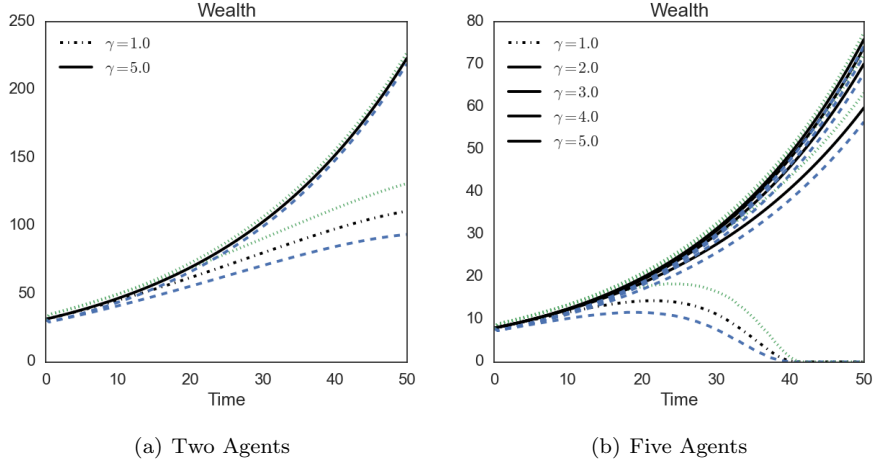 Wealth
250
200
150
100
50
0
γ=1.0
γ=5.0
0 10 20 30 40 50
Time
(a) Two Agents
Wealth
80
70
60
50
40
30
20
10
0
γ=1.0
γ=2.0
γ=3.0
γ=4.0
γ=5.0
0 10 20 30 40 50
Time
(b) Five Agents